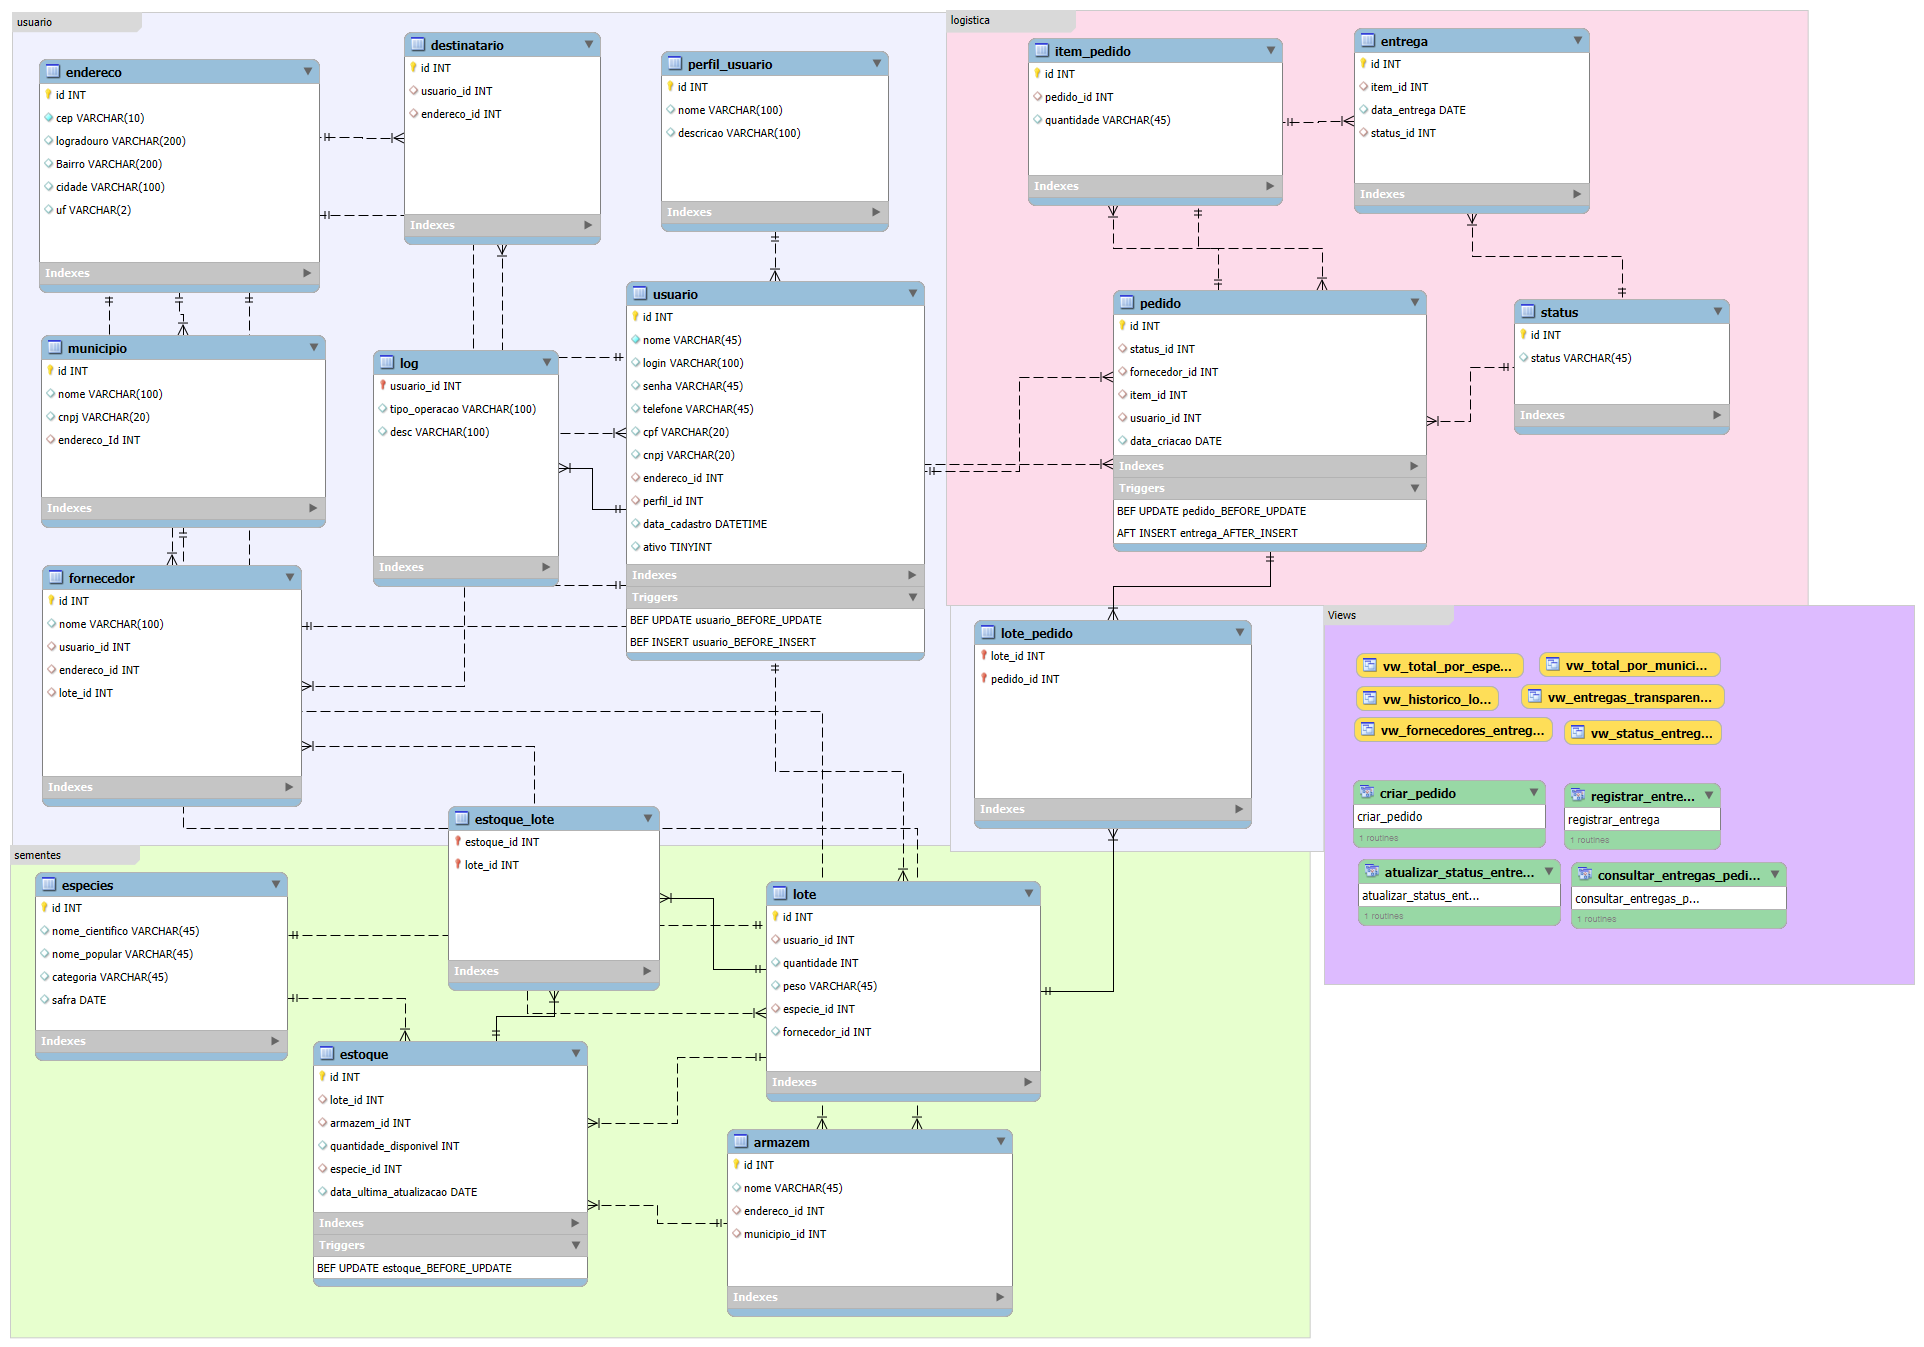 usuario
endereco
id INT
cep VARCHAR(10)
logradouro VARCHAR(200)
Bairro VARCHAR(200)
cidade VARCHAR(100)
uf VARCHAR(2)
Indexes
destinatario
id INT
usuario_id INT
endereco_id INT
Indexes
perfil_usuario
id INT
nome VARCHAR(100)
descricao VARCHAR(100)
Indexes
municipio
id INT
nome VARCHAR(100)
cnpj VARCHAR(20)
endereco_Id INT
Indexes
log
usuario_id INT
tipo_operacao VARCHAR(100)
desc VARCHAR(100)
Indexes
usuario
id INT
nome VARCHAR(45)
login VARCHAR(100)
senha VARCHAR(45)
telefone VARCHAR(45)
cpf VARCHAR(20)
cnpj VARCHAR(20)
endereco_id INT
perfil_id INT
data_cadastro DATETIME
ativo TINYINT
Indexes
Triggers
BEF UPDATE usuario_BEFORE_UPDATE
BEF INSERT usuario_BEFORE_INSERT
fornecedor
id INT
nome VARCHAR(100)
usuario_id INT
endereco_id INT
lote_id INT
Indexes
logistica
item_pedido
id INT
pedido_id INT
quantidade VARCHAR(45)
Indexes
entrega
id INT
item_id INT
data_entrega DATE
status_id INT
Indexes
pedido
id INT
status_id INT
fornecedor_id INT
item_id INT
usuario_id INT
data_criacao DATE
Indexes
Triggers
BEF UPDATE pedido_BEFORE_UPDATE
AFT INSERT entrega_AFTER_INSERT
status
id INT
status VARCHAR(45)
Indexes
lote_pedido
lote_id INT
pedido_id INT
Indexes
Views
vw_total_por_espe...
vw_total_por_munici...
vw_historico_lo...
vw_entregas_transparen...
vw_fornecedores_entreg...
vw_status_entreg...
criar_pedido
criar_pedido
1 routines
registrar_entre...
registrar_entrega
1 routines
atualizar_status_entre...
atualizar_status_ent...
1 routines
consultar_entregas_pedi...
consultar_entregas_p...
1 routines
sementes
especies
id INT
nome_cientifico VARCHAR(45)
nome_popular VARCHAR(45)
categoria VARCHAR(45)
safra DATE
Indexes
estoque_lote
estoque_id INT
lote_id INT
Indexes
lote
id INT
usuario_id INT
quantidade INT
peso VARCHAR(45)
especie_id INT
fornecedor_id INT
Indexes
estoque
id INT
lote_id INT
armazem_id INT
quantidade_disponivel INT
especie_id INT
data_ultima_atualizacao DATE
Indexes
Triggers
BEF UPDATE estoque_BEFORE_UPDATE
armazem
id INT
nome VARCHAR(45)
endereco_id INT
municipio_id INT
Indexes